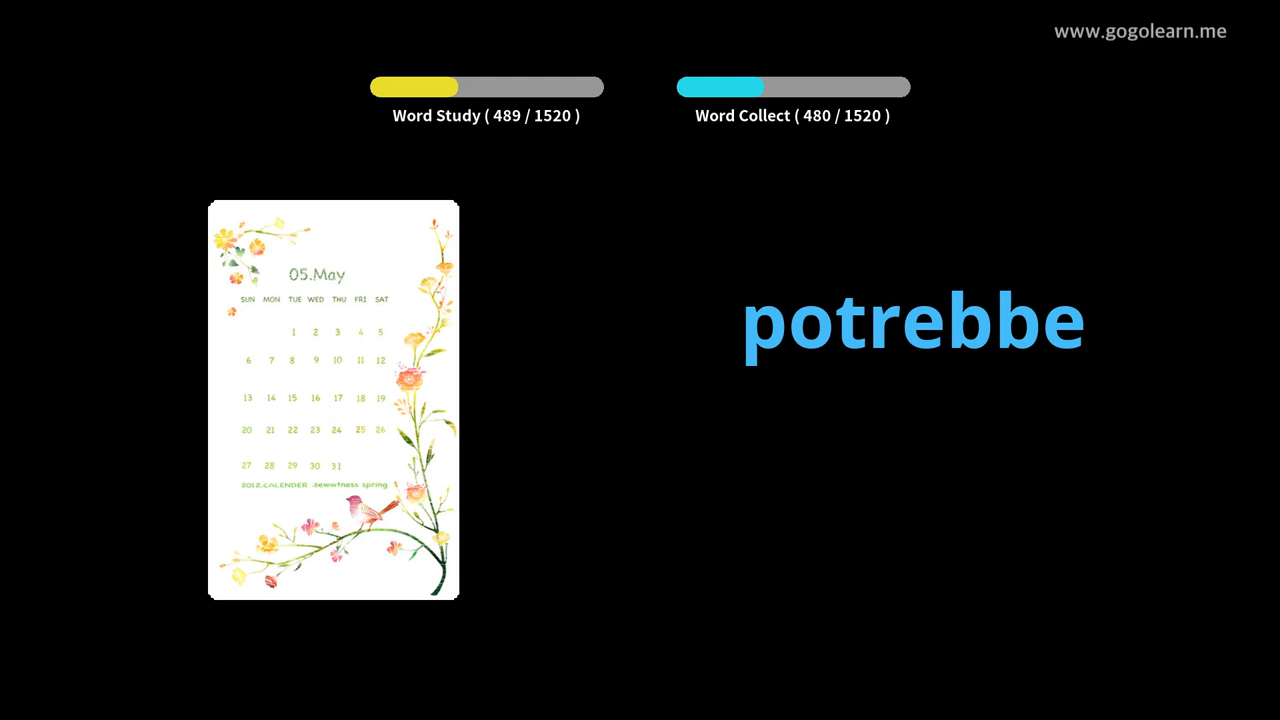 www.gogolearn.me
Word Study ( 489 / 1520 )
Word Collect ( 480 / 1520 )
05.May
SUN MON TUE WED THU FRI SAT
1 2 3 4 5
6 7 8 9 10 11 12
13 14 15 16 17 18 19
20 21 22 23 24 25 26
27 28 29 30 31
2012.CALENDER .sewwtness spring
potrebbe